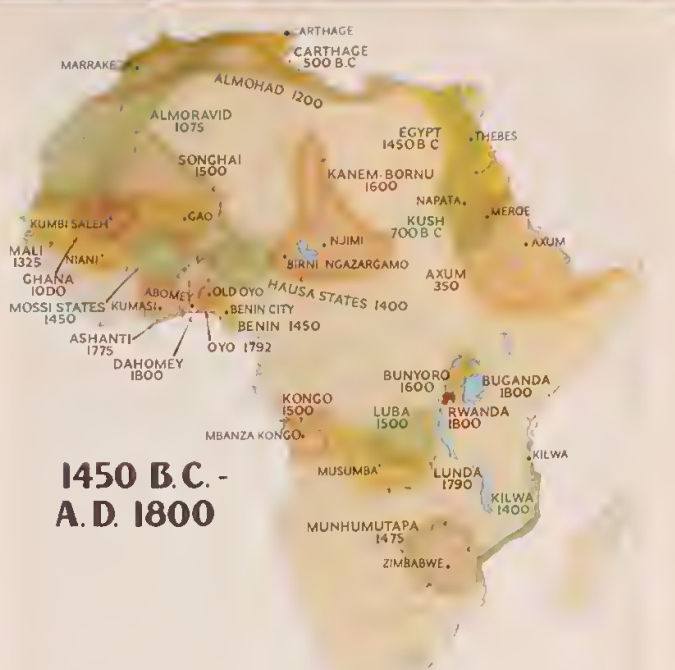 CARTHAGE
CARTHAGE
500 B.C
MARRAKE
ALMOHAD 1200
ALMORAVID
1075
EGYPT
1450 B C
THEBES
SONGHAI
1500
KANEM-BORNU
1600
NAPATA
MEROE
KUSH
700 B C
KUMBI SALEH
GAO
NJIMI
AXUM
MALI
1325
NIANI
BIRNI NGAZARGAMO
AXUM
350
GHANA
1000
HAUSA STATES 1400
MOSSI STATES
1450
KUMASI
ABOMEY
OLD OYO
BENIN CITY
BENIN 1450
ASHANTI
1775
OYO 1792
DAHOMEY
1800
BUNYORO
1600
BUGANDA
1800
KONGO
1500
LUBA
1500
RWANDA
1800
MBANZA KONGO
KILWA
MUSUMBA
LUNDA
1790
KILWA
1400
1450 B.C. -
A.D. 1800
MUNHUMUTAPA
1475
ZIMBABWE